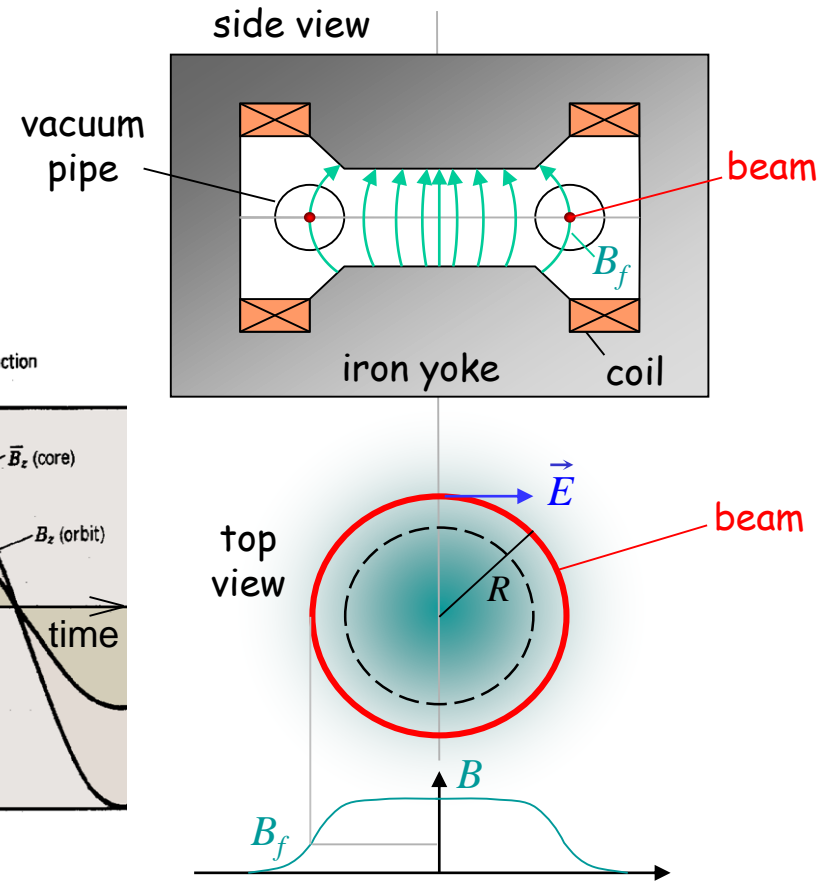 side view
vacuum
pipe
beam
B_f
iron yoke
coil
ction
B̅_z (core)
B_z (orbit)
time
E⃗
beam
top
view
R
B
B_f